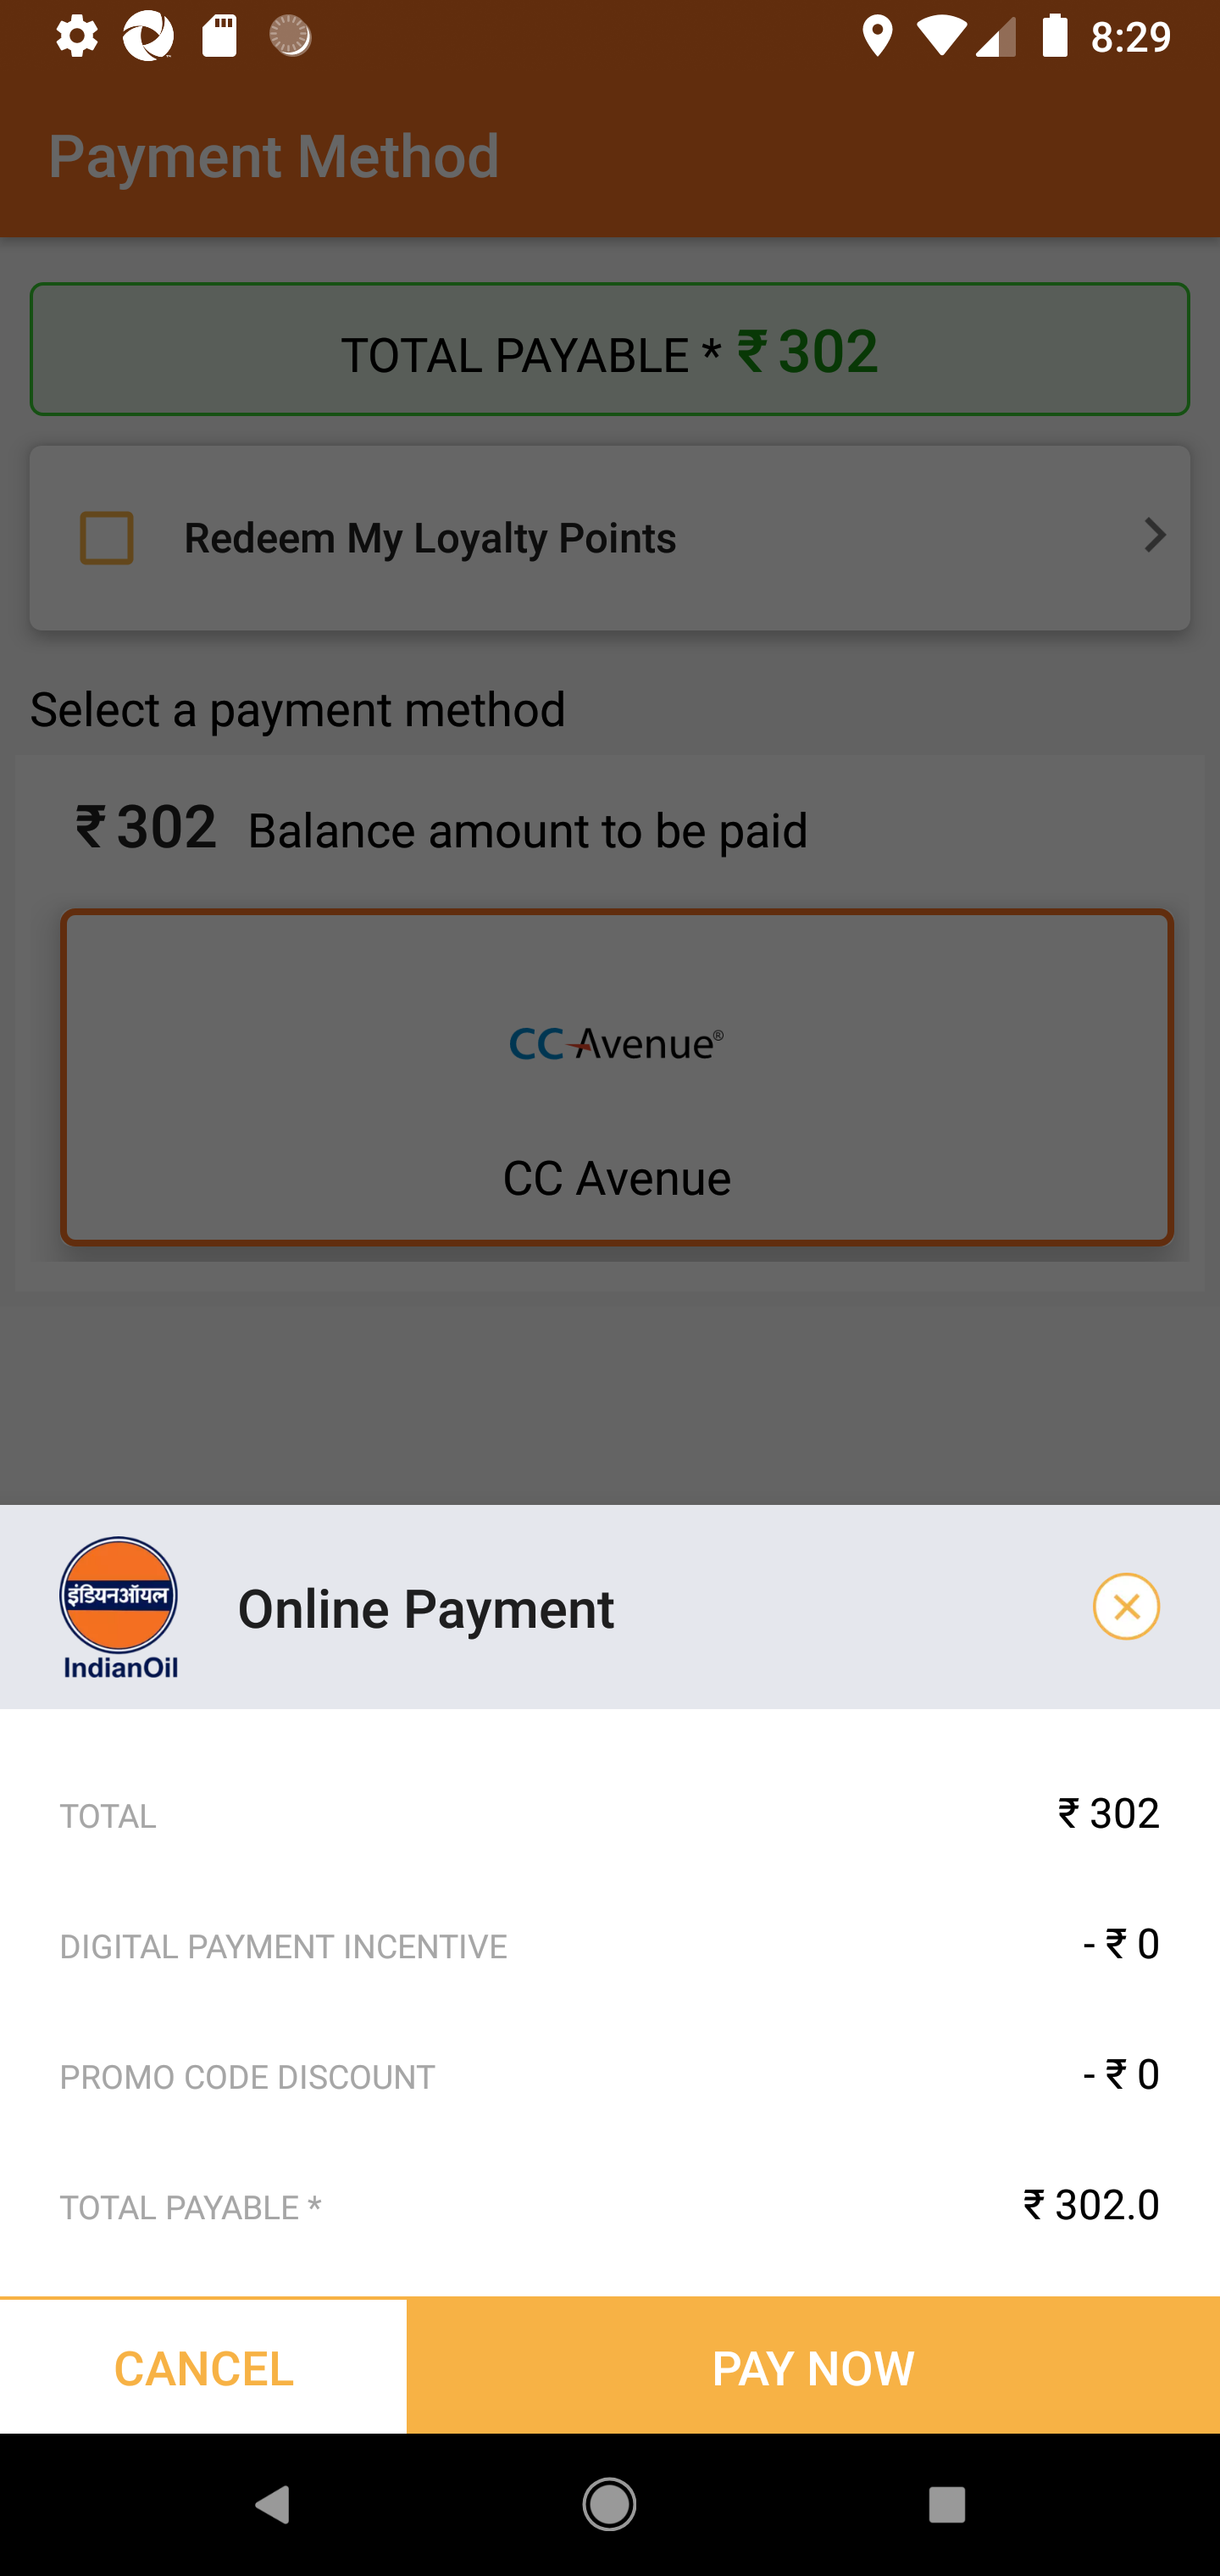 8:29
Payment Method
TOTAL PAYABLE * ₹ 302
Redeem My Loyalty Points
Select a payment method
₹ 302 Balance amount to be paid
CC Avenue®
CC Avenue
इंडियनऑयल
IndianOil
Online Payment
TOTAL ₹ 302
DIGITAL PAYMENT INCENTIVE - ₹ 0
PROMO CODE DISCOUNT - ₹ 0
TOTAL PAYABLE * ₹ 302.0
CANCEL PAY NOW